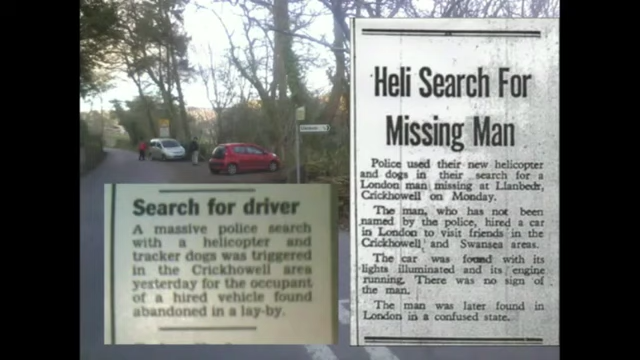 Search for driver
A massive police search
with a helicopter and
tracker dogs was triggered
in the Crickhowell area
yesterday for the occupant
of a hired vehicle found
abandoned in a lay-by.
Heli Search For
Missing Man
Police used their new helicopter
and dogs in their search for a
London man missing at Llanbedr,
Crickhowell on Monday.
The man, who has not been
named by the police, hired a car
in London to visit friends in the
Crickhowell and Swansea areas.
The car was found with its
lights illuminated and its engine
running. There was no sign of
the man.
The man was later found in
London in a confused state.